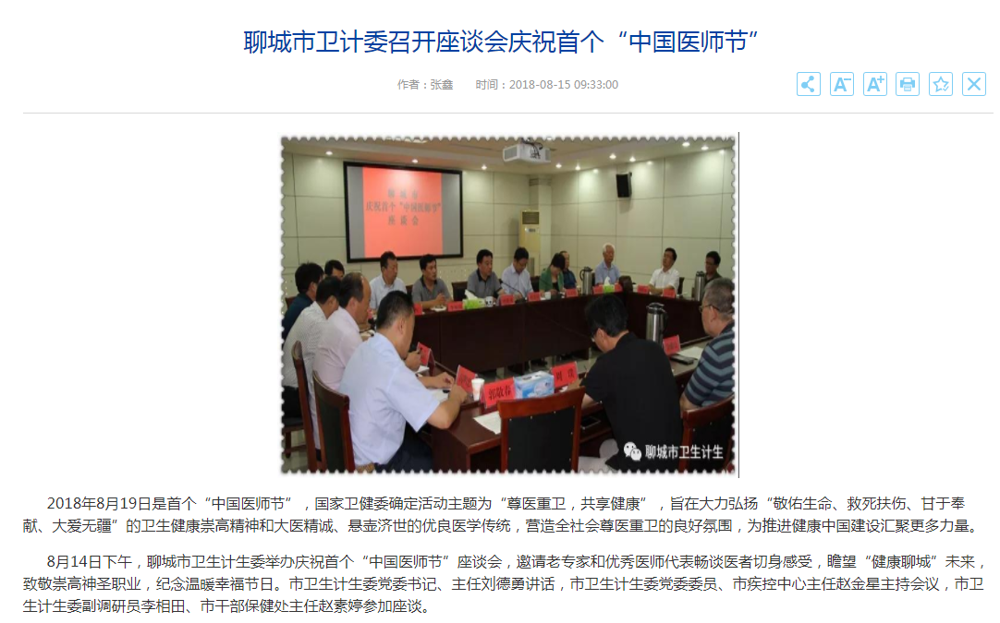 聊城市卫计委召开座谈会庆祝首个“中国医师节”
作者：张鑫 时间：2018-08-15 09:33:00
A-
A+
聊城市
庆祝首个“中国医师节”
座谈会
郭敬春
聊城市卫生计生
2018年8月19日是首个“中国医师节”，国家卫健委确定活动主题为“尊医重卫，共享健康”，旨在大力弘扬“敬佑生命、救死扶伤、甘于奉
献、大爱无疆”的卫生健康崇高精神和大医精诚、悬壶济世的优良医学传统，营造全社会尊医重卫的良好氛围，为推进健康中国建设汇聚更多力量。
8月14日下午，聊城市卫生计生委举办庆祝首个“中国医师节”座谈会，邀请老专家和优秀医师代表畅谈医者切身感受，瞻望“健康聊城”未来，
致敬崇高神圣职业，纪念温暖幸福节日。市卫生计生委党委书记、主任刘德勇讲话，市卫生计生委党委委员、市疾控中心主任赵金星主持会议，市卫
生计生委副调研员李相田、市干部保健处主任赵素婷参加座谈。